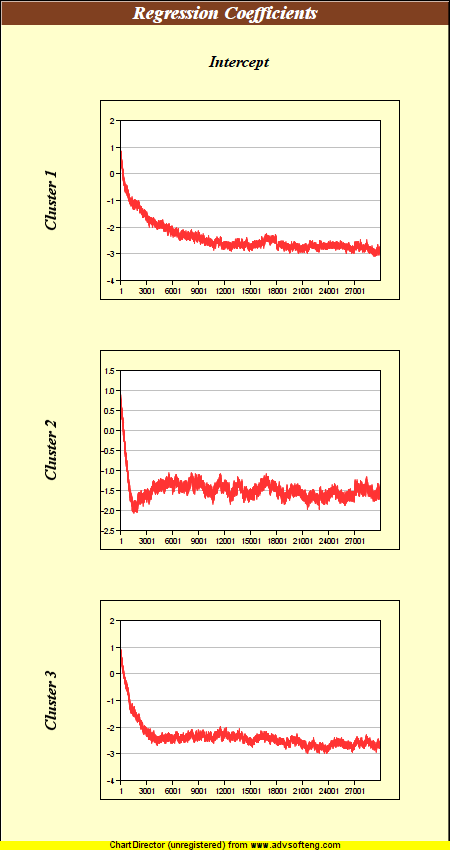 Regression Coefficients
Intercept
Cluster 1
2
1
0
-1
-2
-3
-4
1 3001 6001 9001 12001 15001 18001 21001 24001 27001
Cluster 2
1.5
1.0
0.5
0.0
-0.5
-1.0
-1.5
-2.0
-2.5
1 3001 6001 9001 12001 15001 18001 21001 24001 27001
Cluster 3
2
1
0
-1
-2
-3
-4
1 3001 6001 9001 12001 15001 18001 21001 24001 27001
ChartDirector (unregistered) from www.advsofteng.com